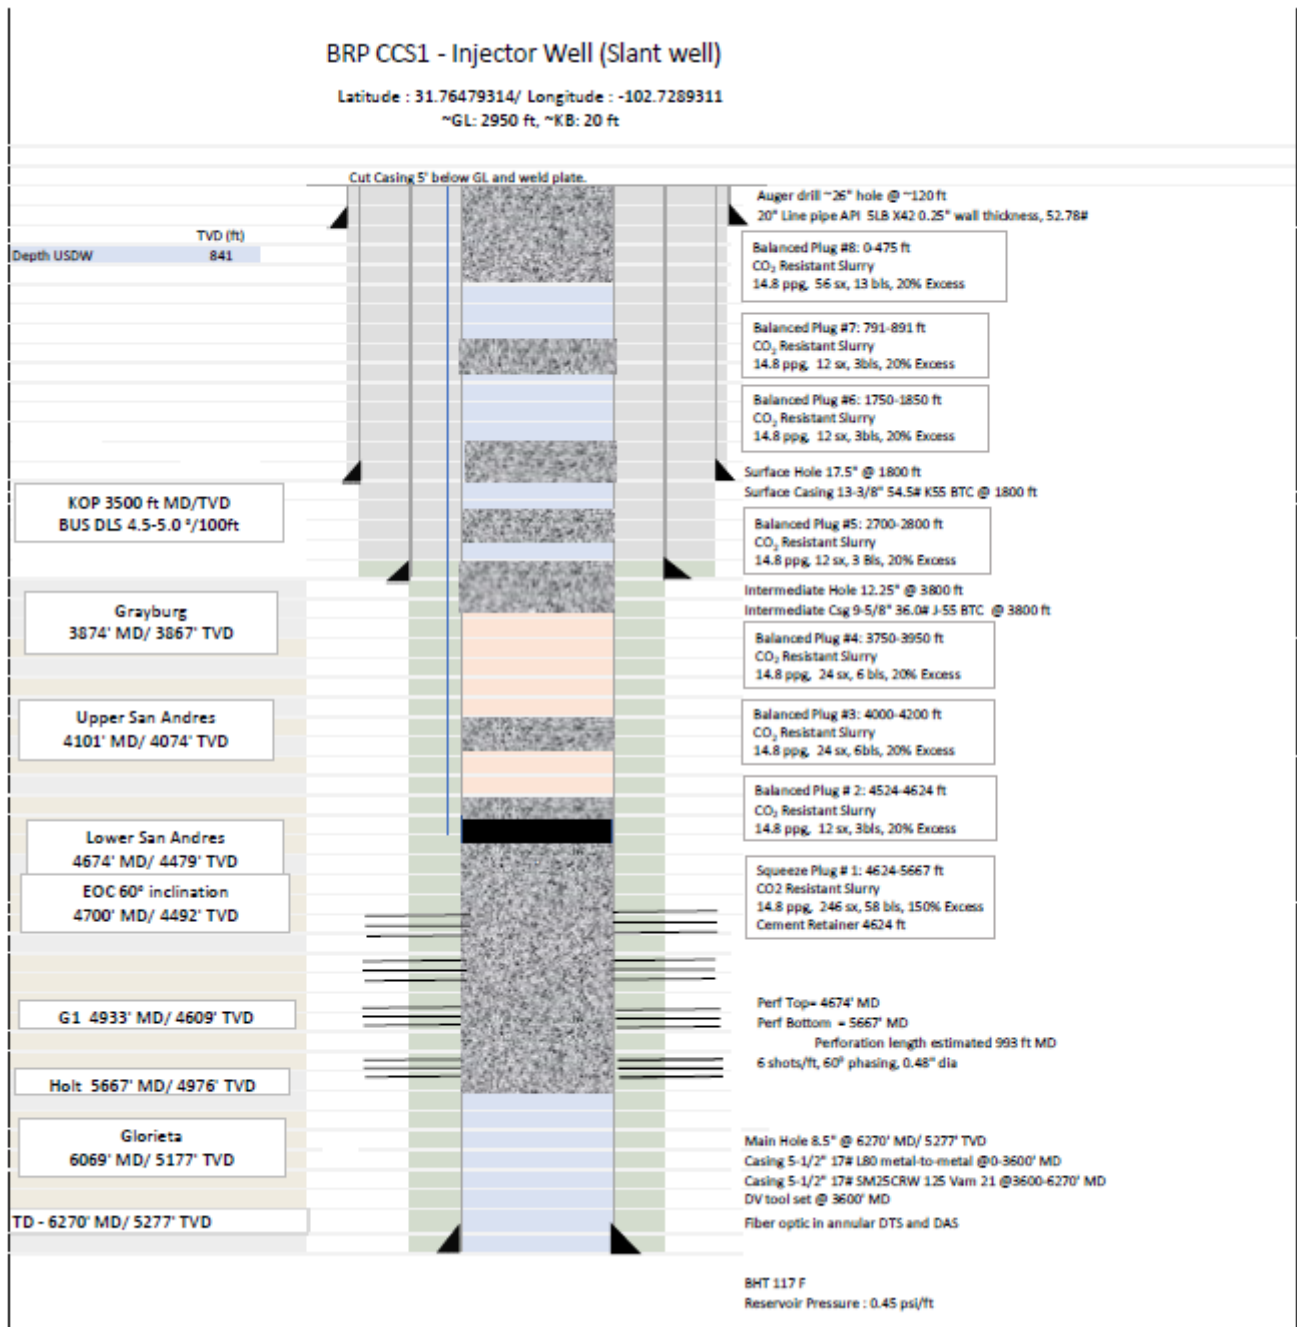 BRP CCS1 - Injector Well (Slant well)
Latitude : 31.76479314/ Longitude : -102.7289311
~GL: 2950 ft, ~KB: 20 ft
Cut Casing 5' below GL and weld plate.
TVD (ft)
Depth USDW 841
KOP 3500 ft MD/TVD
BUS DLS 4.5-5.0 °/100ft
Grayburg
3874' MD/ 3867' TVD
Upper San Andres
4101' MD/ 4074' TVD
Lower San Andres
4674' MD/ 4479' TVD
EOC 60° inclination
4700' MD/ 4492' TVD
G1 4933' MD/ 4609' TVD
Holt 5667' MD/ 4976' TVD
Glorieta
6069' MD/ 5177' TVD
TD - 6270' MD/ 5277' TVD
Auger drill ~26" hole @ ~120 ft
20" Line pipe API 5LB X42 0.25" wall thickness, 52.78#
Balanced Plug #8: 0-475 ft
CO₂ Resistant Slurry
14.8 ppg, 56 sx, 13 bls, 20% Excess
Balanced Plug #7: 791-891 ft
CO₂ Resistant Slurry
14.8 ppg, 12 sx, 3bls, 20% Excess
Balanced Plug #6: 1750-1850 ft
CO₂ Resistant Slurry
14.8 ppg, 12 sx, 3bls, 20% Excess
Surface Hole 17.5" @ 1800 ft
Surface Casing 13-3/8" 54.5# K55 BTC @ 1800 ft
Balanced Plug #5: 2700-2800 ft
CO₂ Resistant Slurry
14.8 ppg, 12 sx, 3 Bls, 20% Excess
Intermediate Hole 12.25" @ 3800 ft
Intermediate Csg 9-5/8" 36.0# J-55 BTC @ 3800 ft
Balanced Plug #4: 3750-3950 ft
CO₂ Resistant Slurry
14.8 ppg, 24 sx, 6 bls, 20% Excess
Balanced Plug #3: 4000-4200 ft
CO₂ Resistant Slurry
14.8 ppg, 24 sx, 6bls, 20% Excess
Balanced Plug # 2: 4524-4624 ft
CO₂ Resistant Slurry
14.8 ppg, 12 sx, 3bls, 20% Excess
Squeeze Plug # 1: 4624-5667 ft
CO2 Resistant Slurry
14.8 ppg, 246 sx, 58 bls, 150% Excess
Cement Retainer 4624 ft
Perf Top= 4674' MD
Perf Bottom = 5667' MD
Perforation length estimated 993 ft MD
6 shots/ft, 60° phasing, 0.48" dia
Main Hole 8.5" @ 6270' MD/ 5277' TVD
Casing 5-1/2" 17# L80 metal-to-metal @0-3600' MD
Casing 5-1/2" 17# SM25CRW 125 Vam 21 @3600-6270' MD
DV tool set @ 3600' MD
Fiber optic in annular DTS and DAS
BHT 117 F
Reservoir Pressure : 0.45 psi/ft